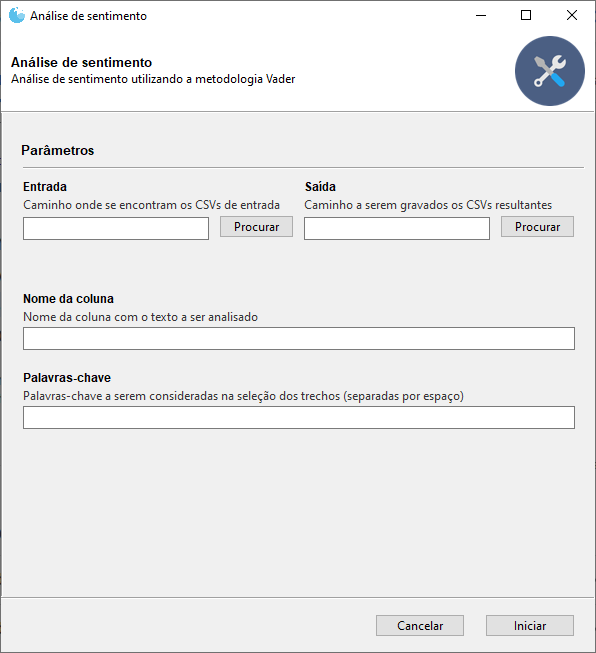 Análise de sentimento
Análise de sentimento
Análise de sentimento utilizando a metodologia Vader
Parâmetros
Entrada
Caminho onde se encontram os CSVs de entrada
Procurar
Saída
Caminho a serem gravados os CSVs resultantes
Procurar
Nome da coluna
Nome da coluna com o texto a ser analisado
Palavras-chave
Palavras-chave a serem consideradas na seleção dos trechos (separadas por espaço)
Cancelar
Iniciar